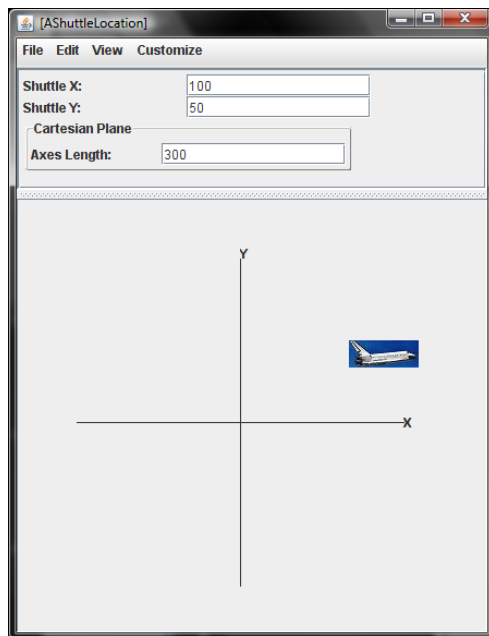 [AShuttleLocation]
File Edit View Customize
Shuttle X: 100
Shuttle Y: 50
Cartesian Plane
Axes Length: 300
Y
X